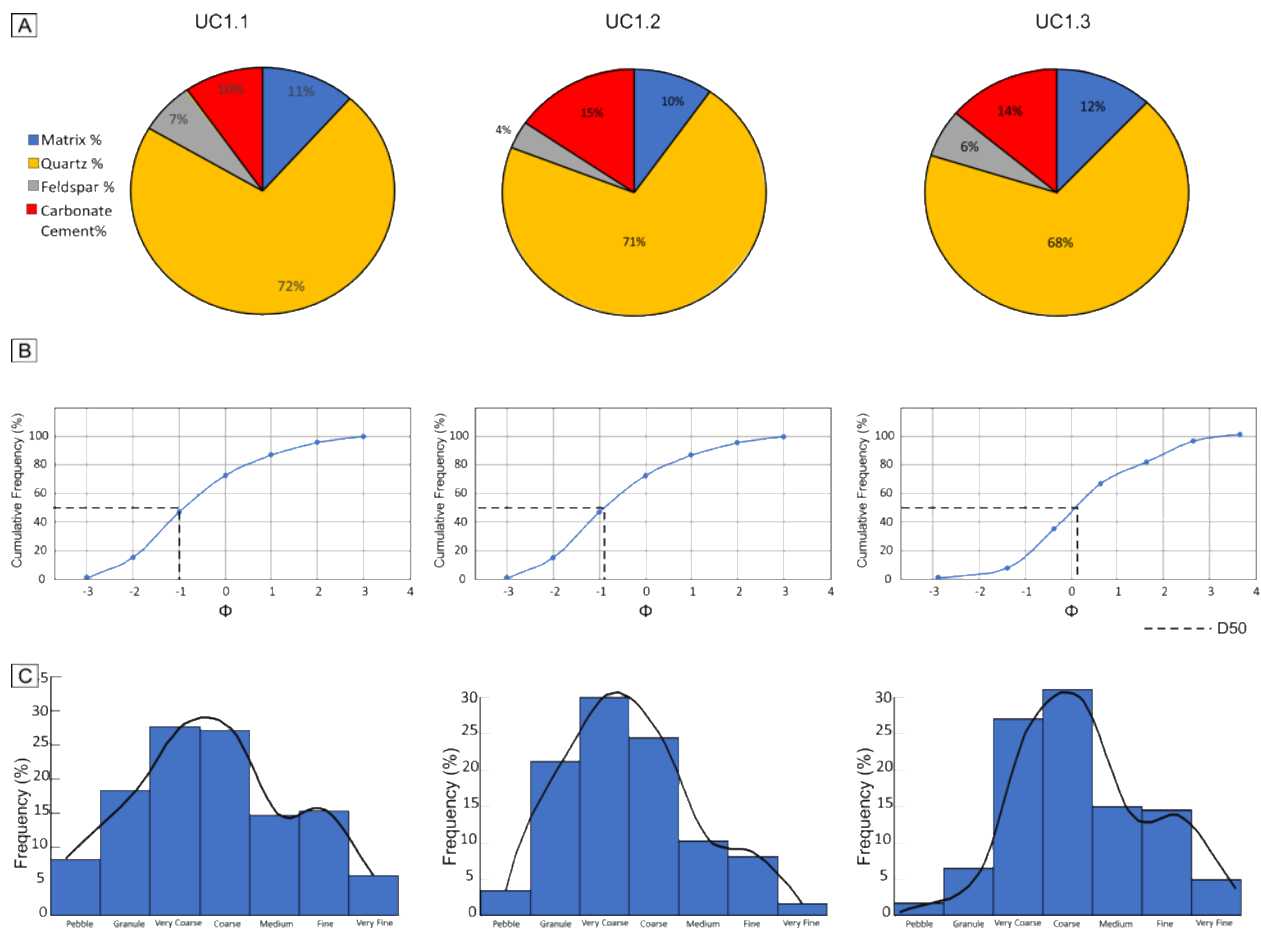 A
UC1.1
UC1.2
UC1.3
Matrix %
Quartz %
Feldspar %
Carbonate
Cement%
10%
11%
7%
72%
15%
10%
4%
71%
14%
12%
6%
68%
B
Cumulative Frequency (%)
100
80
60
40
20
0
-3
-2
-1
0
1
2
3
4
Φ
Cumulative Frequency (%)
100
80
60
40
20
0
-3
-2
-1
0
1
2
3
4
Φ
Cumulative Frequency (%)
100
80
60
40
20
0
-3
-2
-1
0
1
2
3
4
Φ
D50
C
Frequency (%)
5
30
25
20
15
10
5
0
Pebble
Granule
Very Coarse
Coarse
Medium
Fine
Very Fine
Frequency (%)
30
25
20
15
10
5
0
Pebble
Granule
Very Coarse
Coarse
Medium
Fine
Very Fine
Frequency (%)
30
25
20
15
10
5
0
Pebble
Granule
Very Coarse
Coarse
Medium
Fine
Very Fine